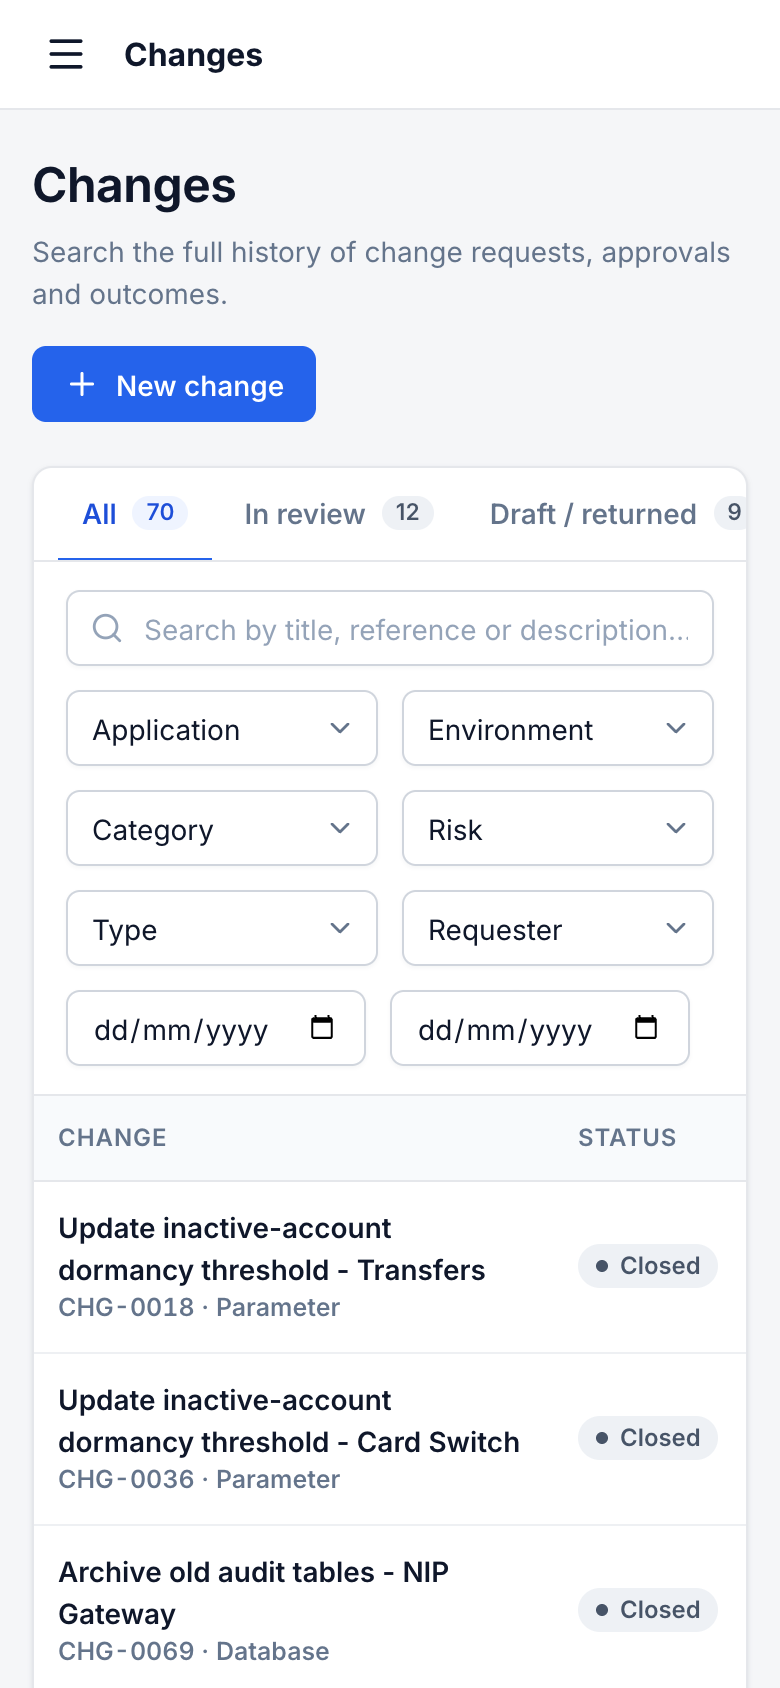 Changes
Changes
Search the full history of change requests, approvals
and outcomes.
New change
All 70 In review 12 Draft / returned 9
Search by title, reference or description...
Application Environment
Category Risk
Type Requester
dd/mm/yyyy dd/mm/yyyy
CHANGE STATUS
Update inactive-account
dormancy threshold - Transfers
CHG-0018 · Parameter
Closed
Update inactive-account
dormancy threshold - Card Switch
CHG-0036 · Parameter
Closed
Archive old audit tables - NIP
Gateway
CHG-0069 · Database
Closed